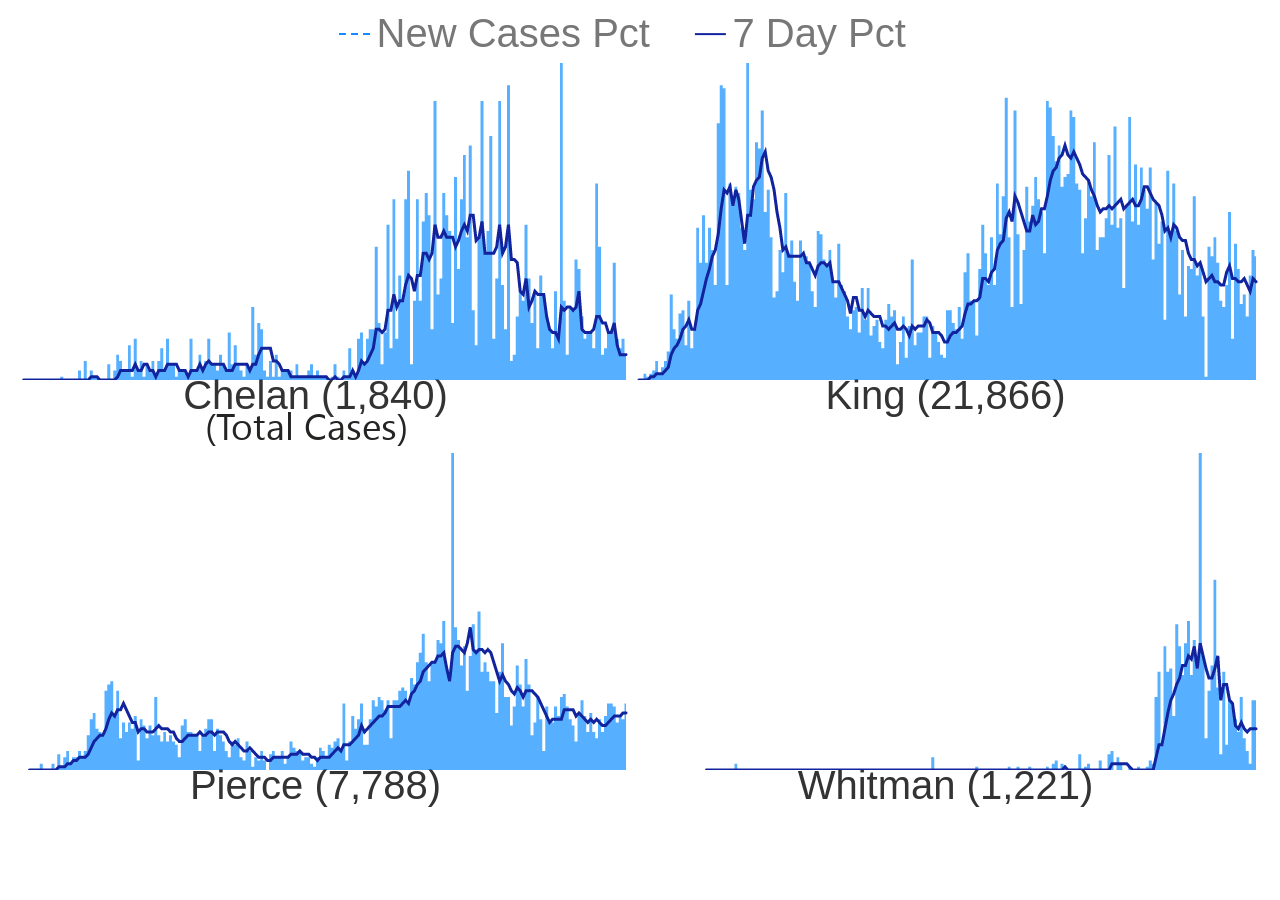 New Cases Pct 7 Day Pct
Chelan (1,840)
(Total Cases)
King (21,866)
Pierce (7,788)
Whitman (1,221)